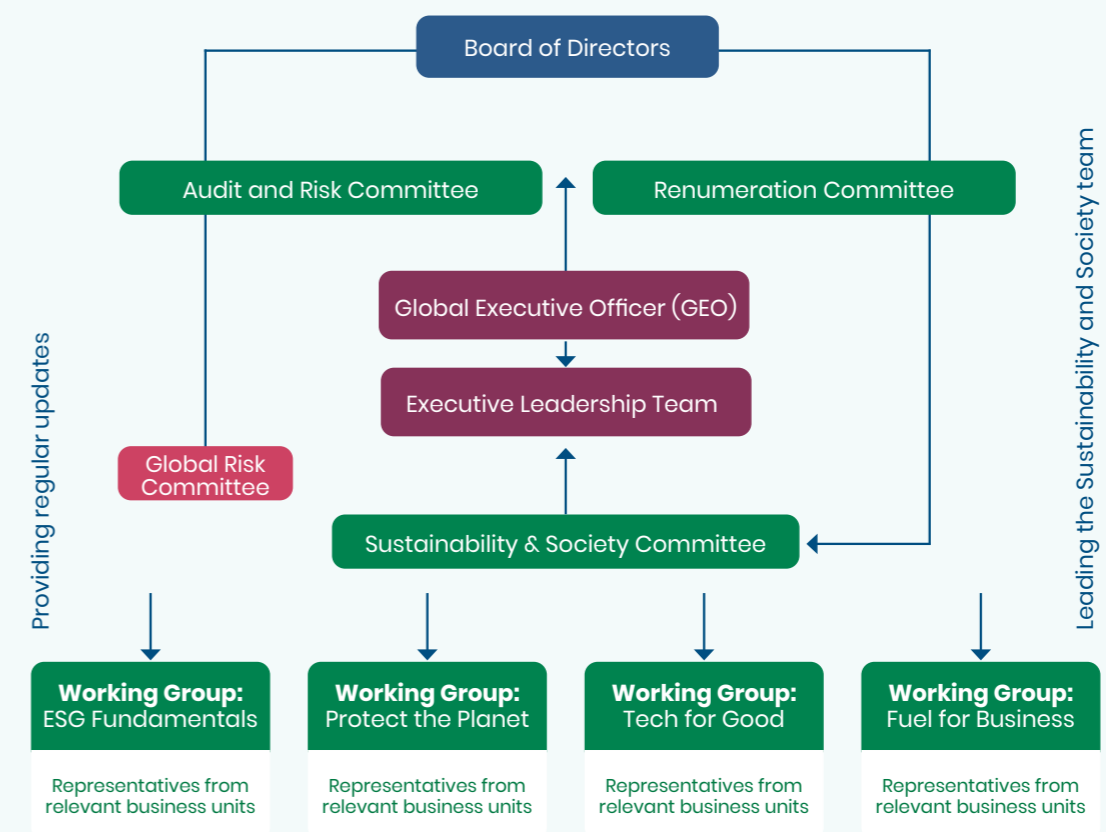 Board of Directors
Audit and Risk Committee
Renumeration Committee
Global Executive Officer (GEO)
Executive Leadership Team
Global Risk
Committee
Sustainability & Society Committee
Providing regular updates
Leading the Sustainability and Society team
Working Group:
ESG Fundamentals
Representatives from
relevant business units
Working Group:
Protect the Planet
Representatives from
relevant business units
Working Group:
Tech for Good
Representatives from
relevant business units
Working Group:
Fuel for Business
Representatives from
relevant business units